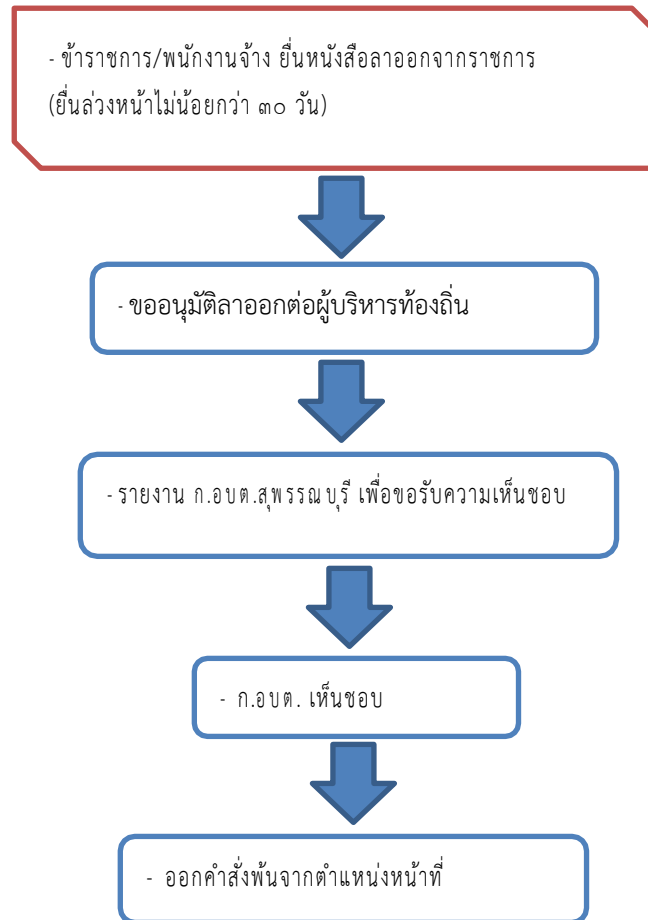 - ข้าราชการ/พนักงานจ้าง ยื่นหนังสือลาออกจากราชการ
(ยื่นล่วงหน้าไม่น้อยกว่า ๓๐ วัน)
- ขออนุมัติลาออกต่อผู้บริหารท้องถิ่น
- รายงาน ก.อบต.สุพรรณบุรี เพื่อขอรับความเห็นชอบ
- ก.อบต. เห็นชอบ
- ออกคำสั่งพ้นจากตำแหน่งหน้าที่